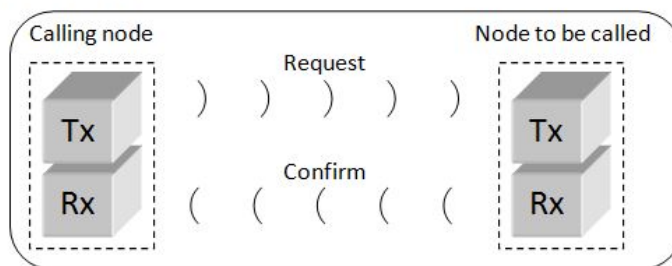 Calling node
Node to be called
Request
Tx
Tx
Confirm
Rx
Rx